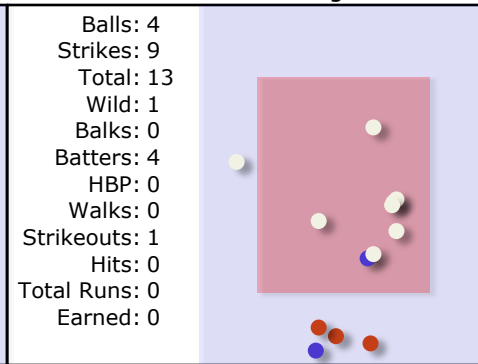 Balls: 4
Strikes: 9
Total: 13
Wild: 1
Balks: 0
Batters: 4
HBP: 0
Walks: 0
Strikeouts: 1
Hits: 0
Total Runs: 0
Earned: 0